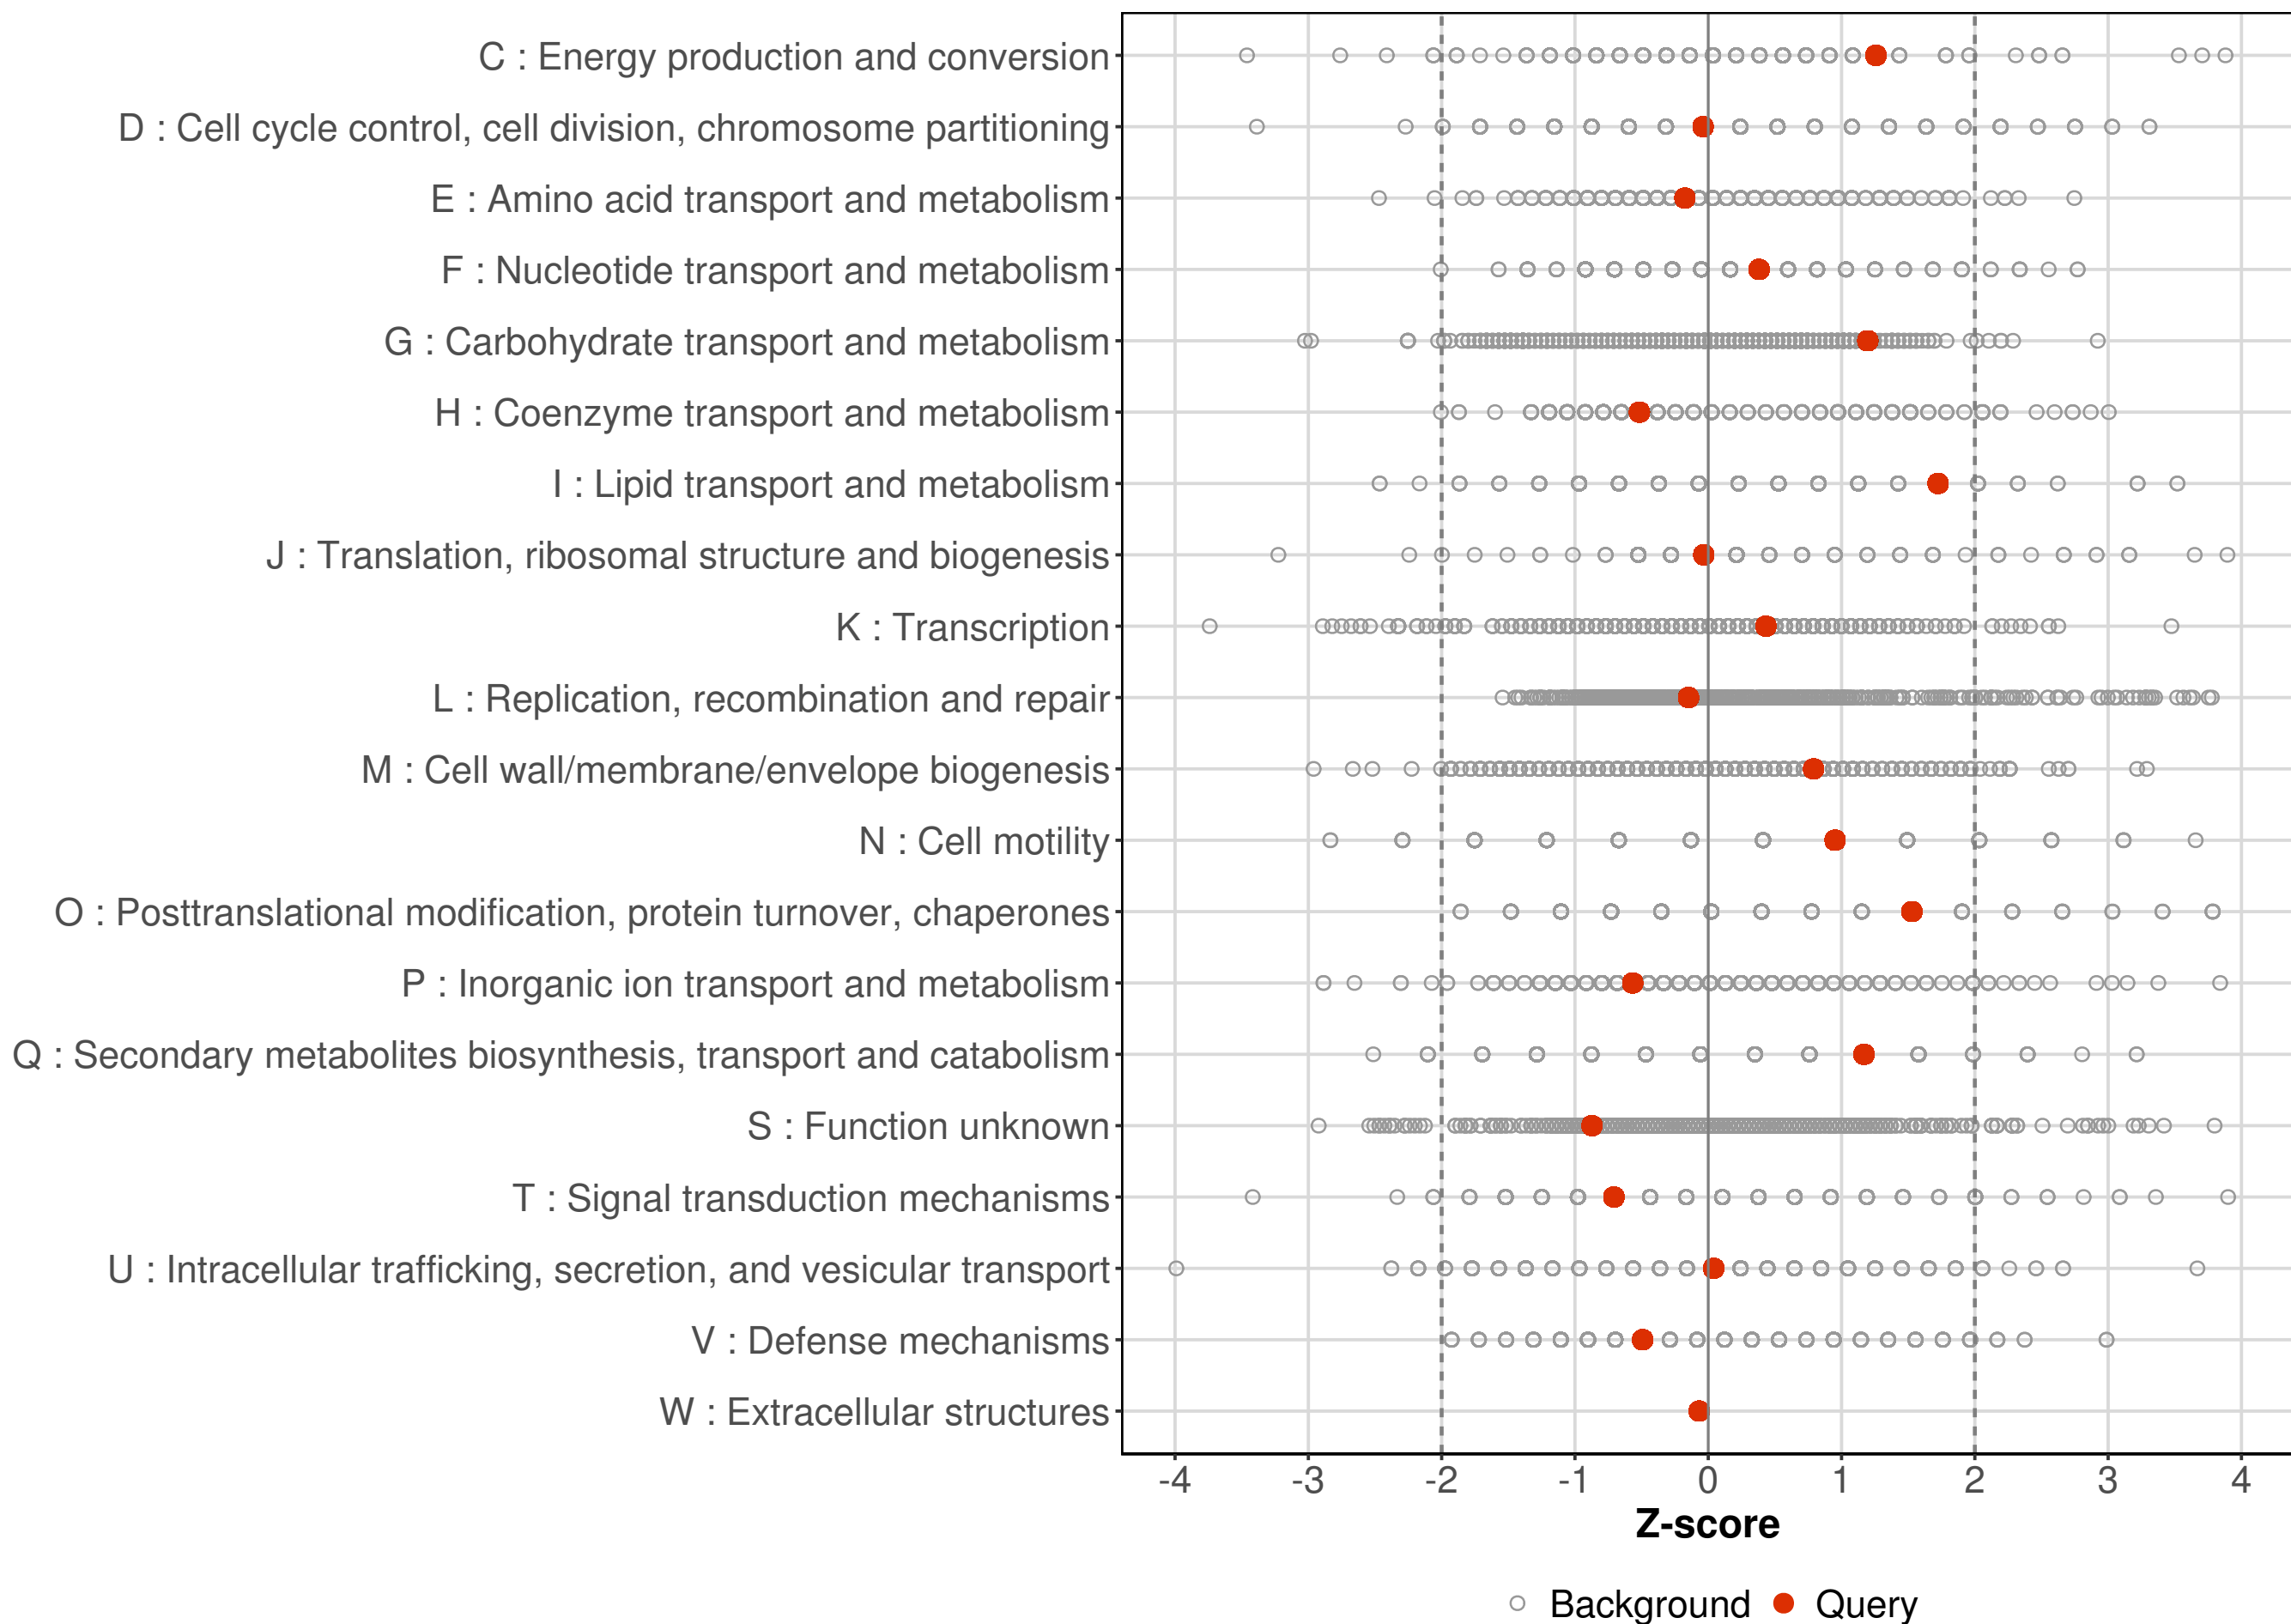 C : Energy production and conversion
D : Cell cycle control, cell division, chromosome partitioning
E : Amino acid transport and metabolism
F : Nucleotide transport and metabolism
G : Carbohydrate transport and metabolism
H : Coenzyme transport and metabolism
I : Lipid transport and metabolism
J : Translation, ribosomal structure and biogenesis
K : Transcription
L : Replication, recombination and repair
M : Cell wall/membrane/envelope biogenesis
N : Cell motility
O : Posttranslational modification, protein turnover, chaperones
P : Inorganic ion transport and metabolism
Q : Secondary metabolites biosynthesis, transport and catabolism
S : Function unknown
T : Signal transduction mechanisms
U : Intracellular trafficking, secretion, and vesicular transport
V : Defense mechanisms
W : Extracellular structures
-4 -3 -2 -1 0 1 2 3 4
Z-score
Background Query